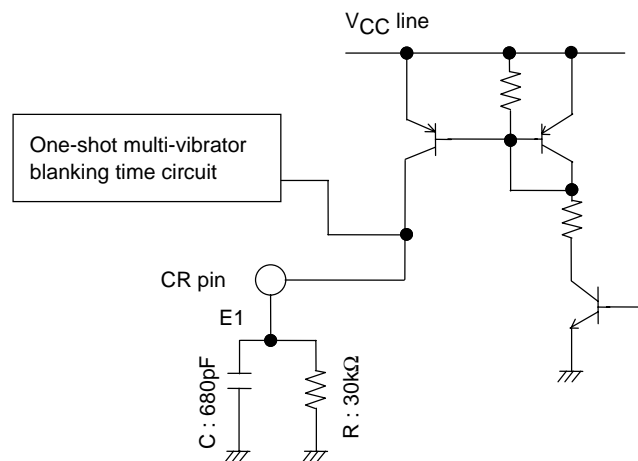 VCC line
One-shot multi-vibrator
blanking time circuit
CR pin
E1
C : 680pF
R : 30kΩ